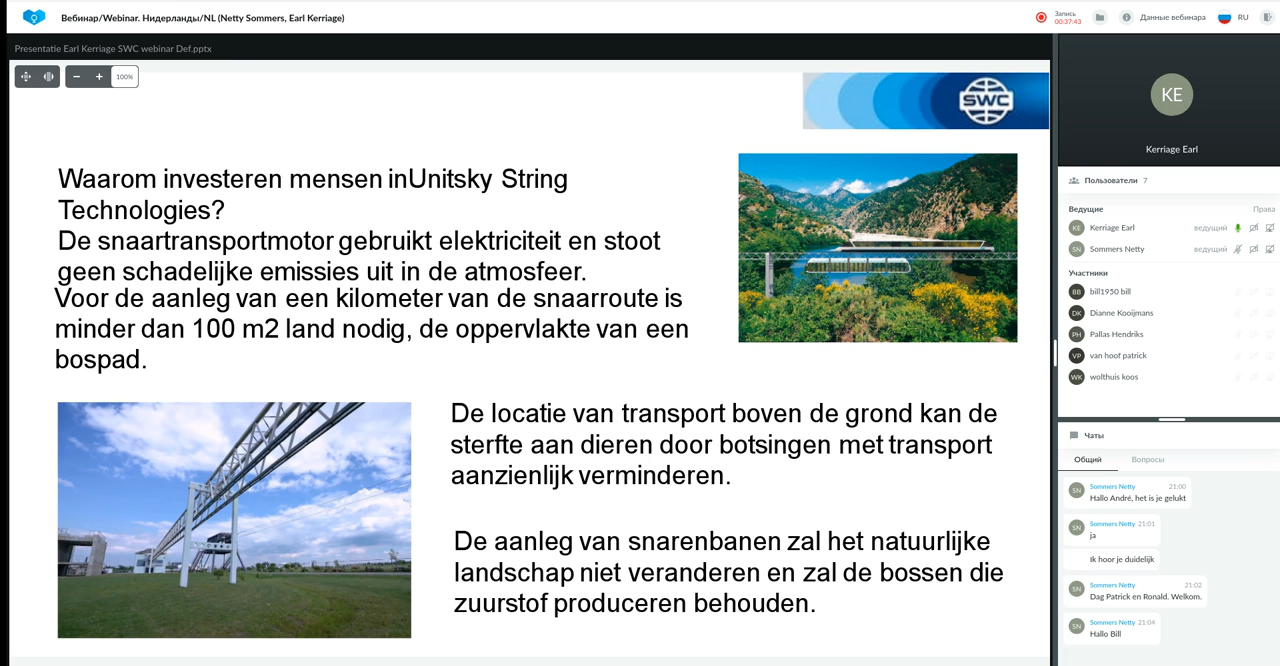 Вебинар/Webinar. Нидерланды/NL (Netty Sommers, Earl Kerriage)
Запись
00:37:43
Данные вебинара
RU
Presentatie Earl Kerriage SWC webinar Def.pptx
100%
SWC
Waarom investeren mensen inUnitsky String
Technologies?
De snaartransportmotor gebruikt elektriciteit en stoot
geen schadelijke emissies uit in de atmosfeer.
Voor de aanleg van een kilometer van de snaarroute is
minder dan 100 m2 land nodig, de oppervlakte van een
bospad.
De locatie van transport boven de grond kan de
sterfte aan dieren door botsingen met transport
aanzienlijk verminderen.
De aanleg van snarenbanen zal het natuurlijke
landschap niet veranderen en zal de bossen die
zuurstof produceren behouden.
KE
Kerriage Earl
Пользователи 7
Ведущие Права
KE Kerriage Earl ведущий
SN Sommers Netty ведущий
Участники
BB bill1950 bill
DK Dianne Kooijmans
PH Pallas Hendriks
VP van hoof patrick
WK wolthuis koos
Чаты
Общий Вопросы
SN Sommers Netty 21:00
Hallo André, het is je gelukt
SN Sommers Netty 21:01
ja
Ik hoor je duidelijk
SN Sommers Netty 21:02
Dag Patrick en Ronald. Welkom.
SN Sommers Netty 21:04
Hallo Bill